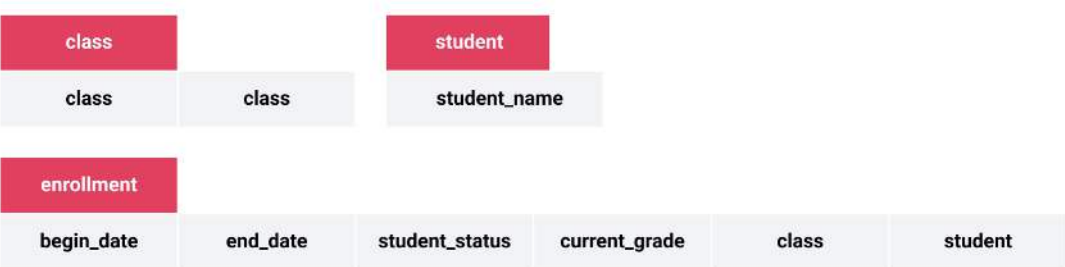 class student
class class student_name
enrollment
begin_date end_date student_status current_grade class student